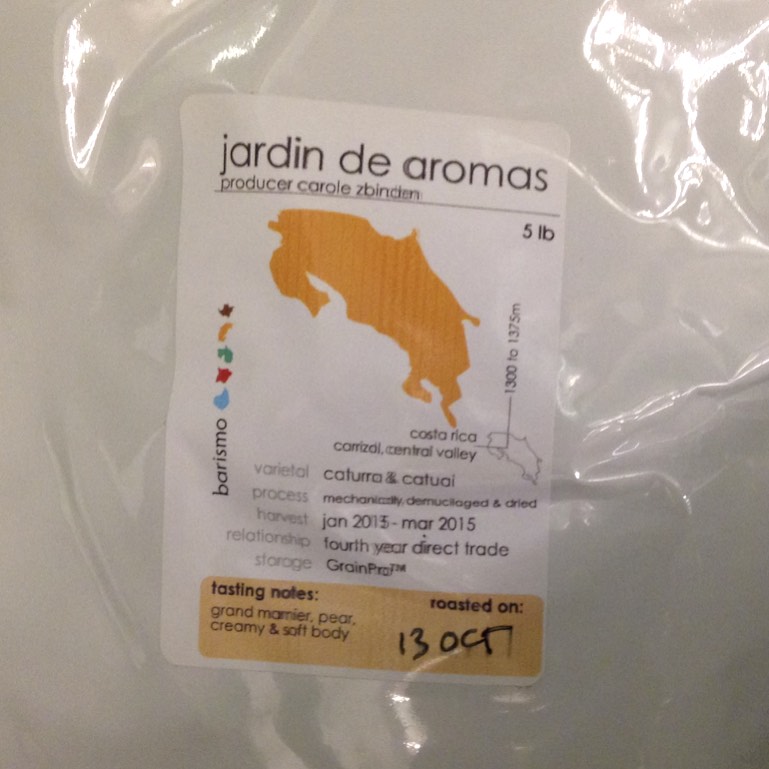 jardin de aromas
producer carole zbinden
5 lb
1300 to 1375m
costa rica
carrizal, central valley
barismo
varietal caturra & catuai
process mechanically demucilaged & dried
harvest jan 2015 - mar 2015
relationship fourth year direct trade
storage GrainPro™
tasting notes:
grand marnier, pear,
creamy & soft body
roasted on:
13 OCT